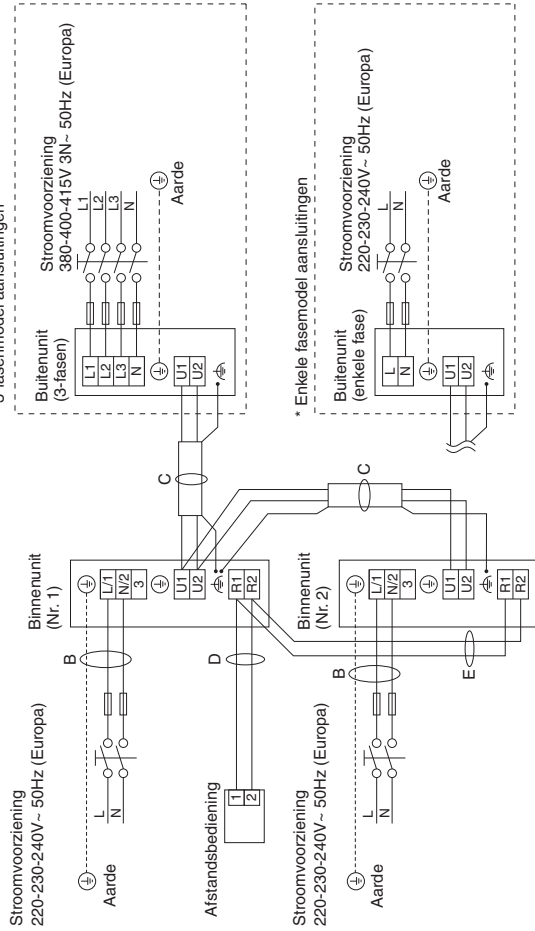 3-fasenmodel aansluitingen
Stroomvoorziening
220-230-240V ~ 50Hz (Europa)
L
N
Aarde
B
Binnenunit
(Nr. 1)
L/1
N/2
3
U1
U2
R1
R2
C
Buitenunit
(3-fasen)
L1
L2
L3
N
U1
U2
Stroomvoorziening
380-400-415V 3N~ 50Hz (Europa)
L1
L2
L3
N
Aarde
Afstandsbediening
1
2
D
C
E
* Enkele fasemodel aansluitingen
Stroomvoorziening
220-230-240V ~ 50Hz (Europa)
L
N
Aarde
B
Binnenunit
(Nr. 2)
L/1
N/2
3
U1
U2
R1
R2
Buitenunit
(enkele fase)
L
N
U1
U2
Stroomvoorziening
220-230-240V ~ 50Hz (Europa)
L
N
Aarde